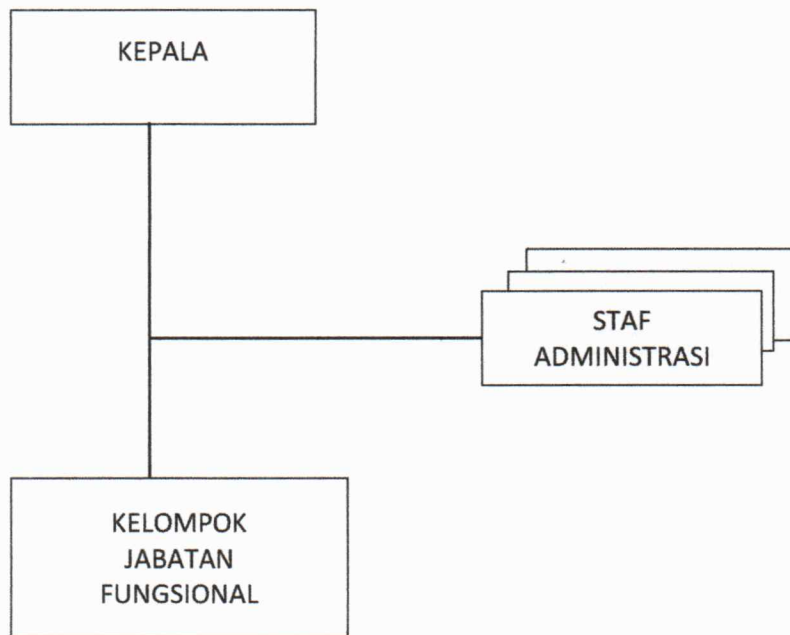 KEPALA
STAF
ADMINISTRASI
KELOMPOK
JABATAN
FUNGSIONAL